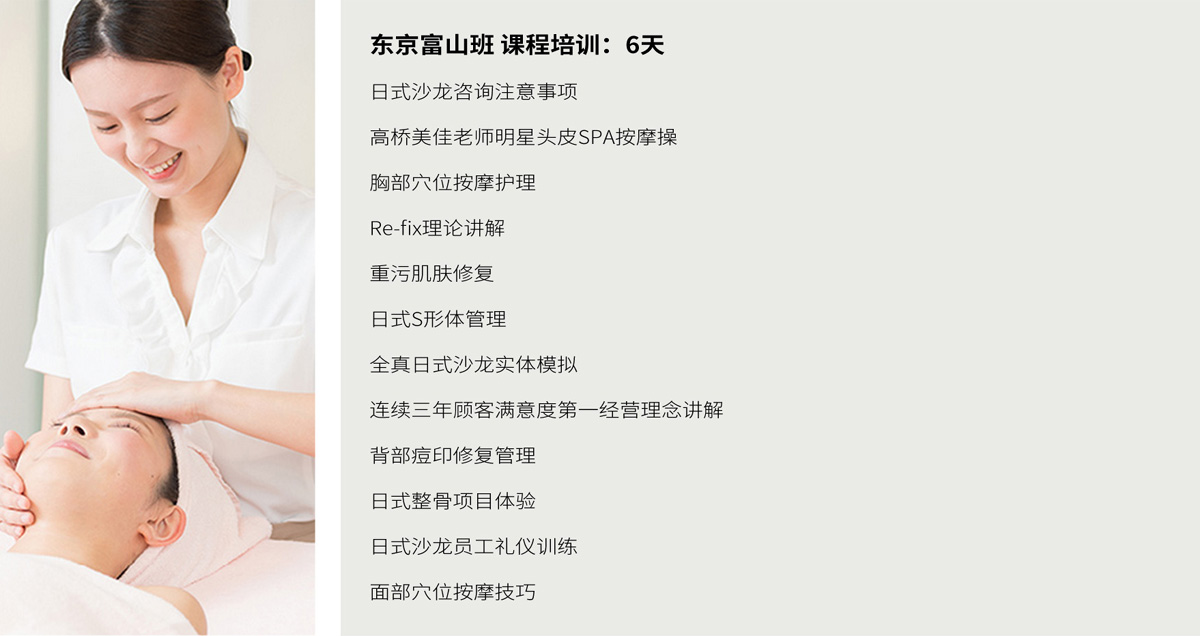 东京富山班 课程培训：6天
日式沙龙咨询注意事项
高桥美佳老师明星头皮SPA按摩操
胸部穴位按摩护理
Re-fix理论讲解
重污肌肤修复
日式S形体管理
全真日式沙龙实体模拟
连续三年顾客满意度第一经营理念讲解
背部痘印修复管理
日式整骨项目体验
日式沙龙员工礼仪训练
面部穴位按摩技巧